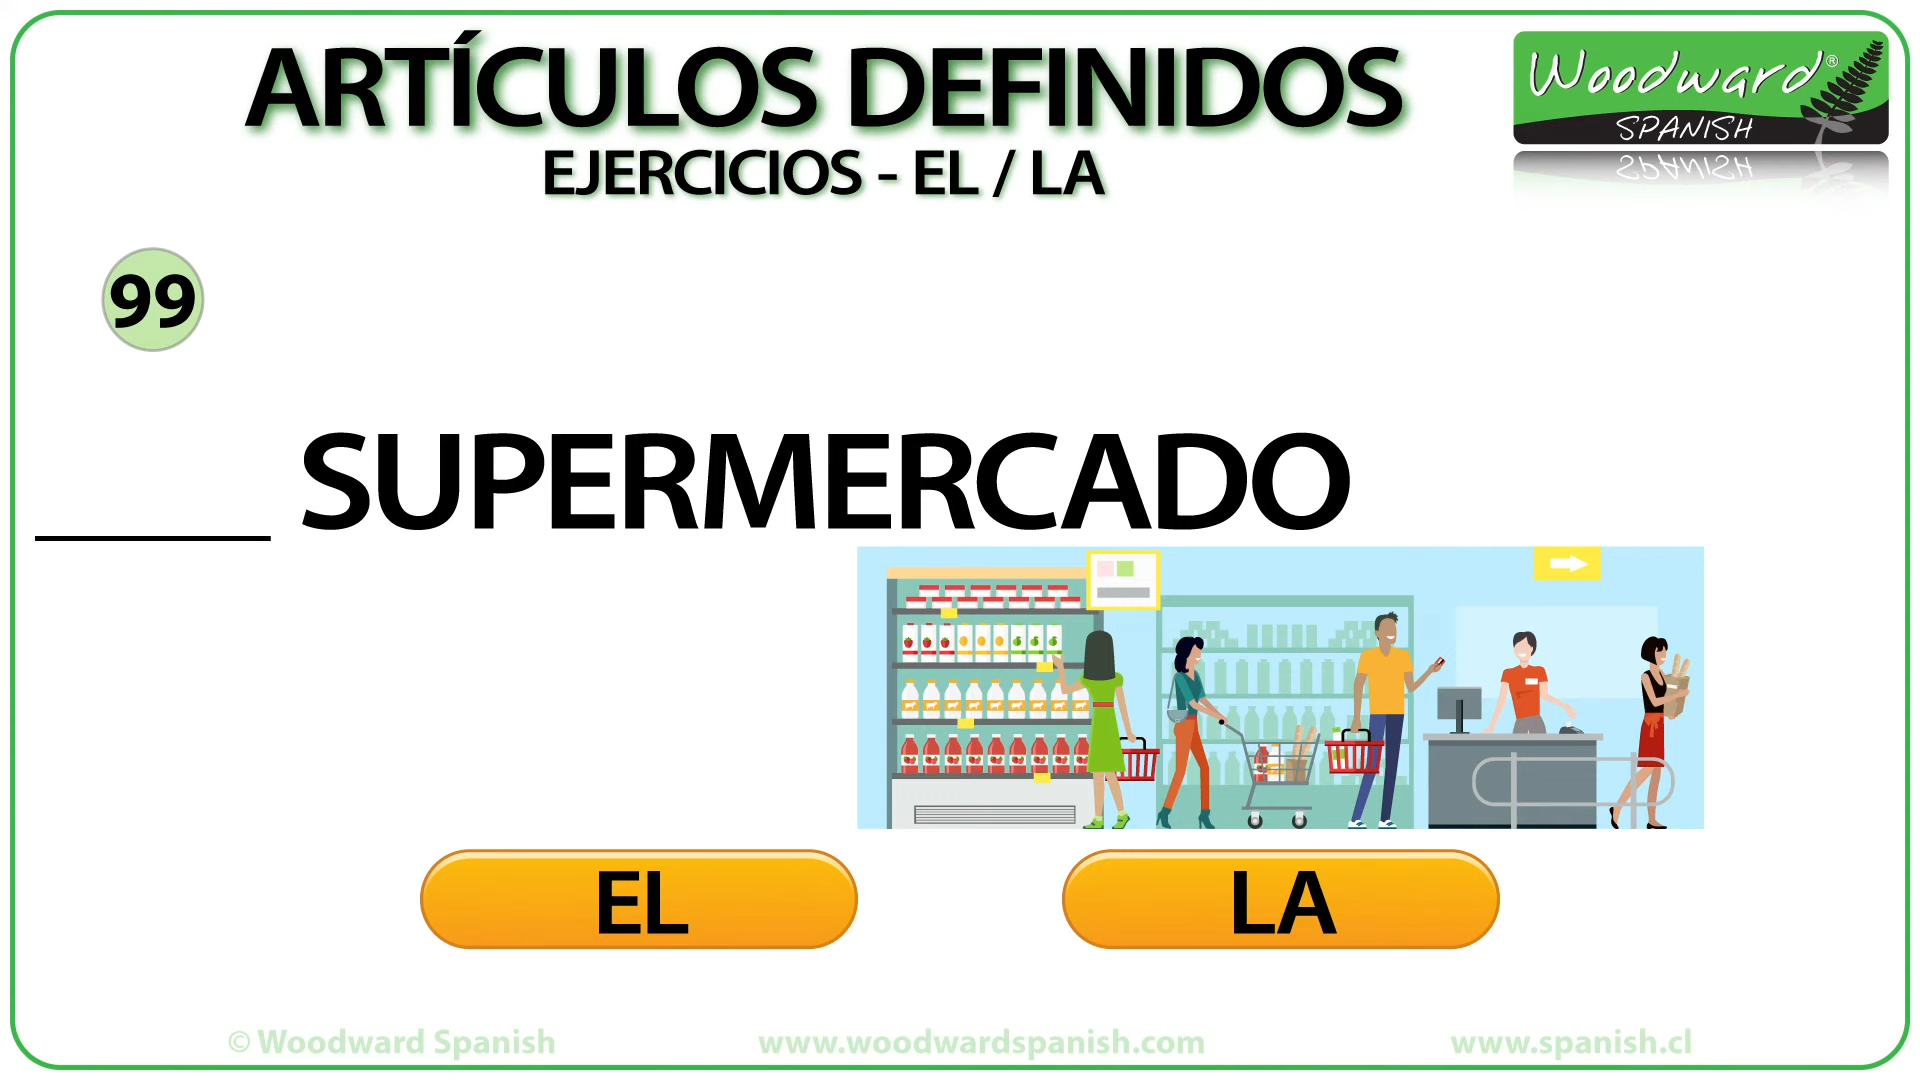 ARTÍCULOS DEFINIDOS
EJERCICIOS - EL / LA
Woodward®
SPANISH
99
_____ SUPERMERCADO
EL
LA
© Woodward Spanish
www.woodwardspanish.com
www.spanish.cl